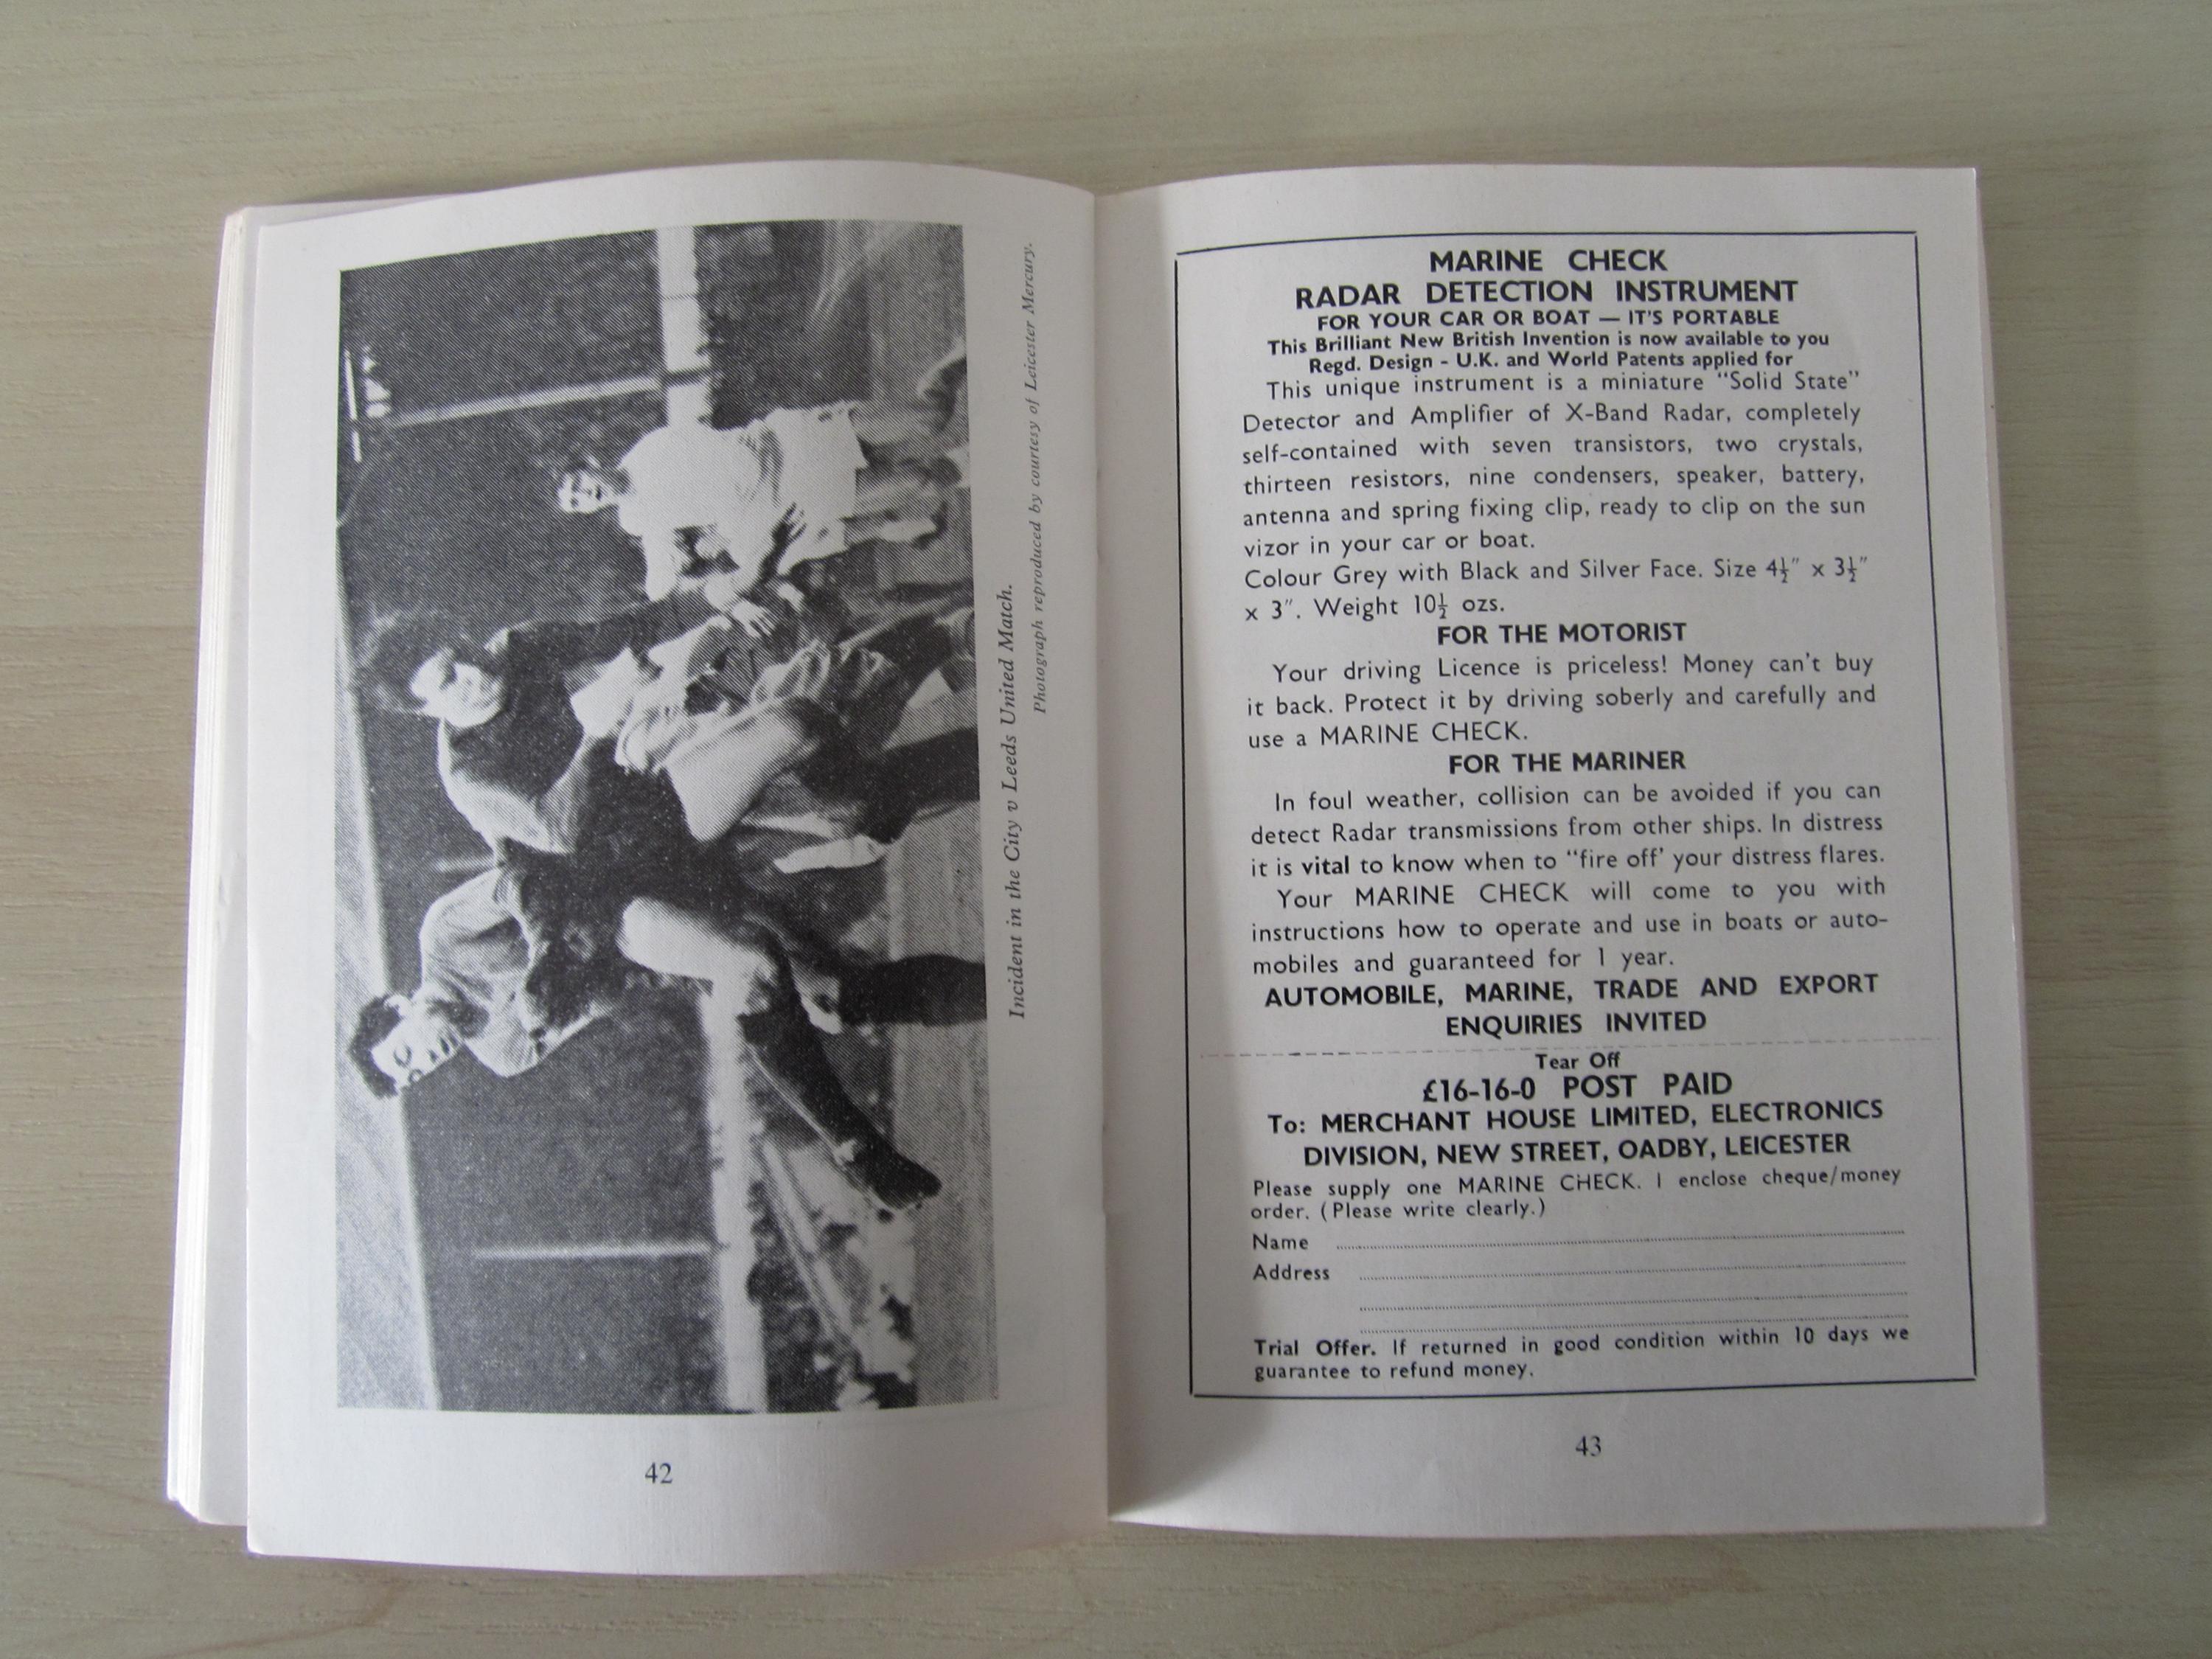 Incident in the City v Leeds United Match.
Photograph reproduced by courtesy of Leicester Mercury.
42
MARINE CHECK
RADAR DETECTION INSTRUMENT
FOR YOUR CAR OR BOAT — IT'S PORTABLE
This Brilliant New British Invention is now available to you
Regd. Design - U.K. and World Patents applied for
This unique instrument is a miature "Solid State"
Detector and Amplifier of X-Band Radar, completely
self-contained with seven transistors, two crystals,
thirteen resistors, nine condensers, speaker, battery,
antenna and spring fixing clip, ready to clip on the sun
vizor in your car or boat.
Colour Grey with Black and Silver Face. Size 4½" x 3½"
x 3". Weight 10½ ozs.
FOR THE MOTORIST
Your driving Licence is priceless! Money can't buy
it back. Protect it by driving soberly and carefully and
use a MARINE CHECK.
FOR THE MARINER
In foul weather, collision can be avoided if you can
detect Radar transmissions from other ships. In distress
it is vital to know when to "fire off' your distress flares.
Your MARINE CHECK will come to you with
instructions how to operate and use in boats or auto-
mobiles and guaranteed for 1 year.
AUTOMOBILE, MARINE, TRADE AND EXPORT
ENQUIRIES INVITED
Tear Off
£16-16-0 POST PAID
To: MERCHANT HOUSE LIMITED, ELECTRONICS
DIVISION, NEW STREET, OADBY, LEICESTER
Please supply one MARINE CHECK. I enclose cheque/money
order. (Please write clearly.)
Name
Address
Trial Offer. If returned in good condition within 10 days we
guarantee to refund money.
43